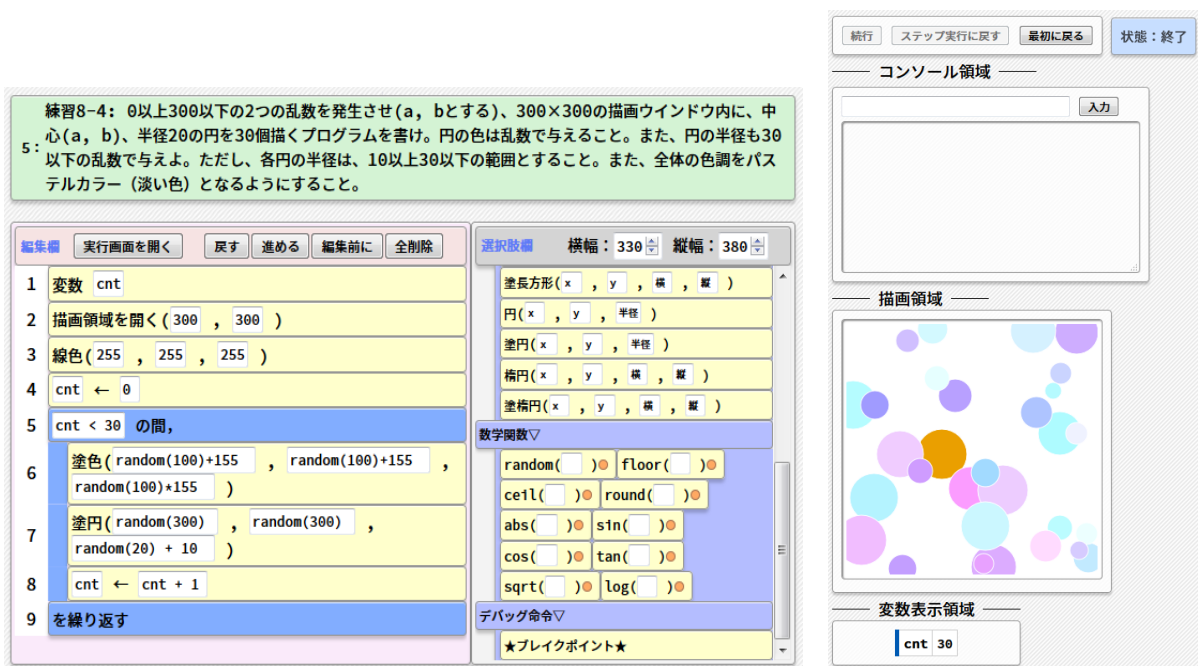 続行 ステップ実行に戻す 最初に戻る 状態:終了
コンソール領域
入力
練習8-4: 0以上300以下の2つの乱数を発生させ(a, bとする)、300×300の描画ウインドウ内に、中
5: 心(a, b)、半径20の円を30個描くプログラムを書け。円の色は乱数で与えること。また、円の半径も30
以下の乱数で与えよ。ただし、各円の半径は、10以上30以下の範囲とすること。また、全体の色調をパス
テルカラー(淡い色)となるようにすること。
編集欄 実行画面を開く 戻す 進める 編集前に 全削除
1 変数 cnt
2 描画領域を開く(300 , 300 )
3 線色(255 , 255 , 255 )
4 cnt ← 0
5 cnt < 30 の間,
6 塗色(random(100)+155 , random(100)+155 ,
random(100)*155 )
7 塗円(random(300) , random(300) ,
random(20) + 10 )
8 cnt ← cnt + 1
9 を繰り返す
選択肢欄 横幅:330 縦幅:380
塗長方形(x , y , 横 , 縦 )
円(x , y , 半径 )
塗円(x , y , 半径 )
楕円(x , y , 横 , 縦 )
塗楕円(x , y , 横 , 縦 )
数学関数▽
random( ) floor( )
ceil( ) round( )
abs( ) sin( )
cos( ) tan( )
sqrt( ) log( )
デバッグ命令▽
★ブレイクポイント★
描画領域
変数表示領域
cnt 30